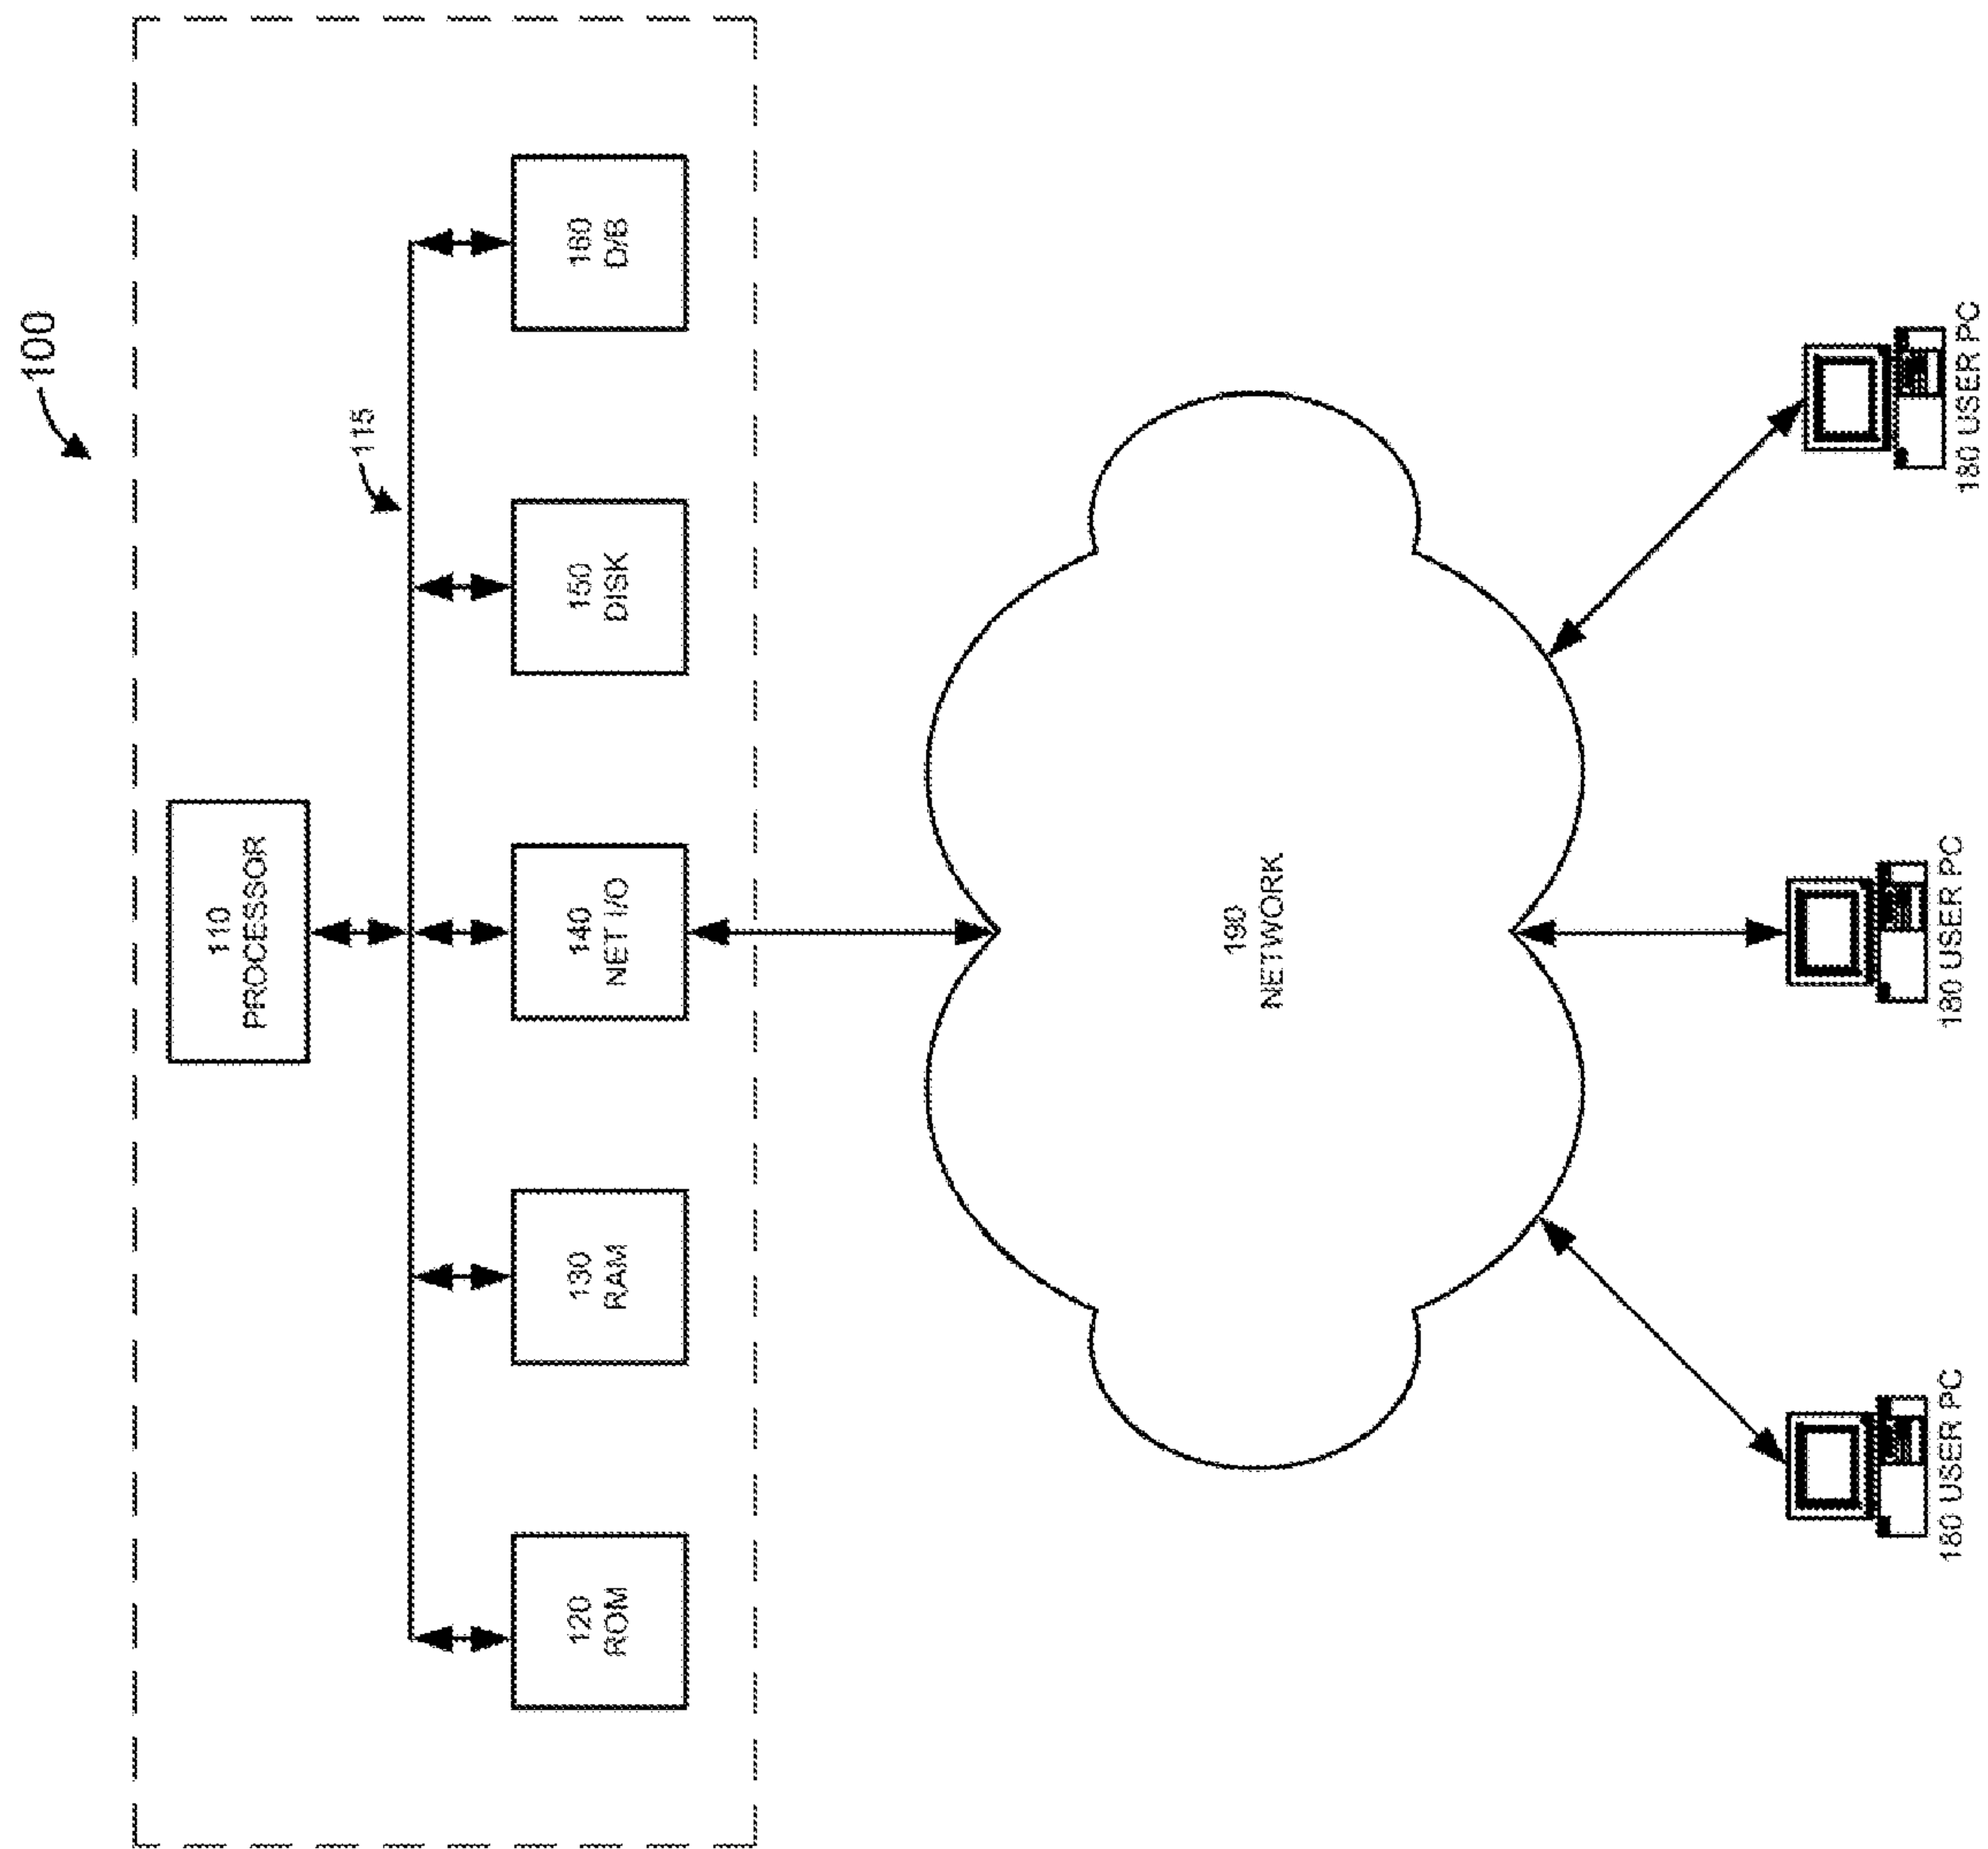 100
110
PROCESSOR
115
120
ROM
130
RAM
140
NET I/O
150
DISK
160
D/B
190
NETWORK
180 USER PC
180 USER PC
180 USER PC